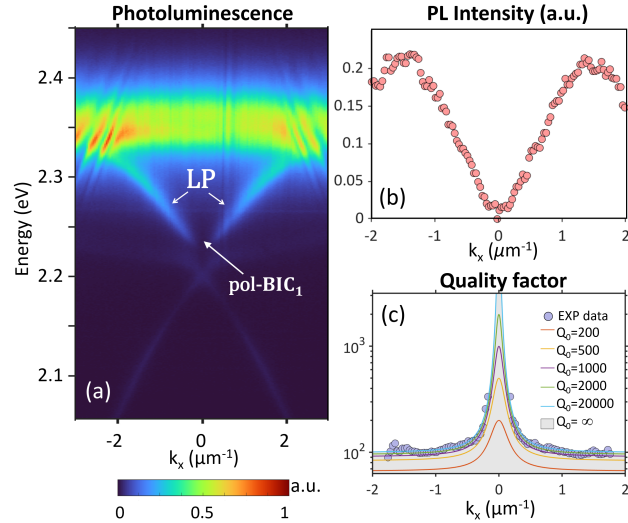 Photoluminescence
2.4
2.3
2.2
2.1
Energy (eV)
LP
pol-BIC₁
(a)
-2 0 2
kₓ (µm⁻¹)
a.u.
0 0.5 1
PL Intensity (a.u.)
0.2
0.15
0.1
0.05
0
(b)
-2 -1 0 1 2
kₓ (µm⁻¹)
Quality factor
(c)
10³
10²
EXP data
Q₀=200
Q₀=500
Q₀=1000
Q₀=2000
Q₀=20000
Q₀= ∞
-2 -1 0 1 2
kₓ (µm⁻¹)